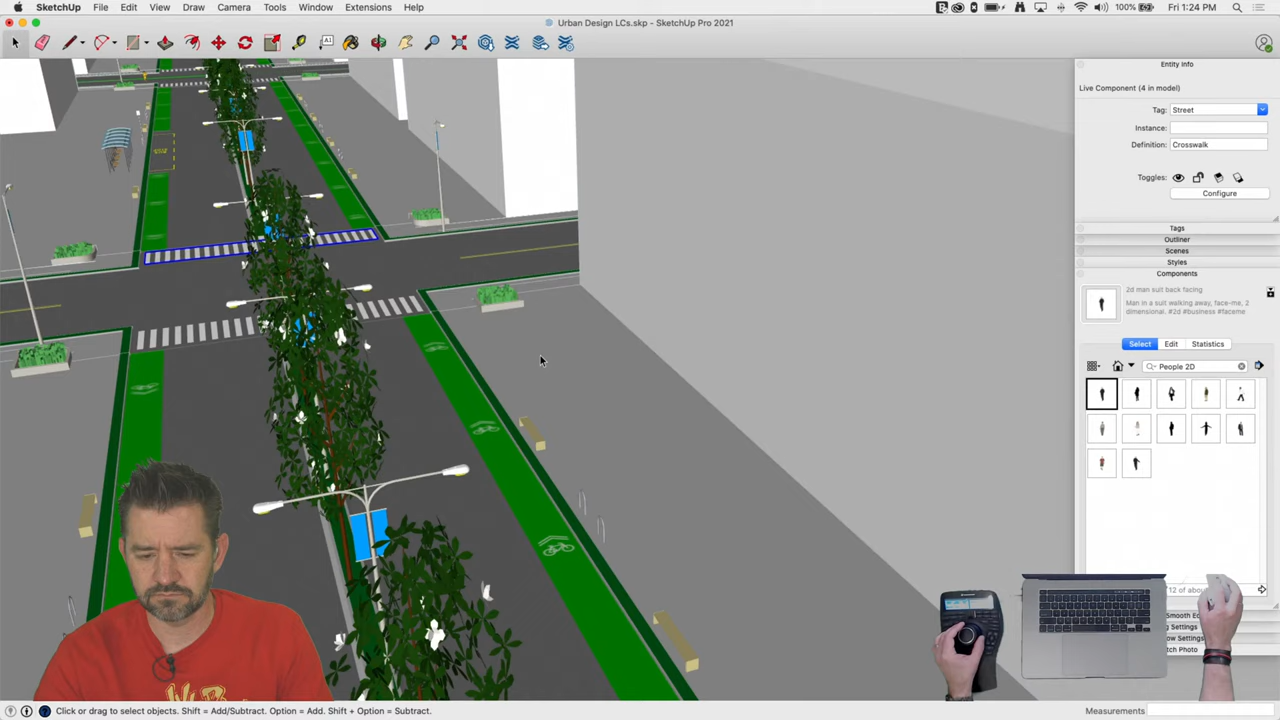 SketchUp File Edit View Draw Camera Tools Window Extensions Help 100% Fri 1:24 PM
Urban Design LCs.skp - SketchUp Pro 2021
Entity Info
Live Component (4 in model)
Tag: Street
Instance:
Definition: Crosswalk
Toggles:
Configure
Tags
Outliner
Scenes
Styles
Components
2d man suit back facing
Man in a suit walking away, face-me, 2
dimensional. #2d #business #faceme
Select Edit Statistics
People 2D
Click or drag to select objects. Shift = Add/Subtract. Option = Add. Shift + Option = Subtract.
Measurements